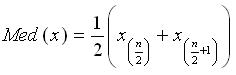 Med (x) = 1/2 ( x_(n/2) + x_(n/2+1) )